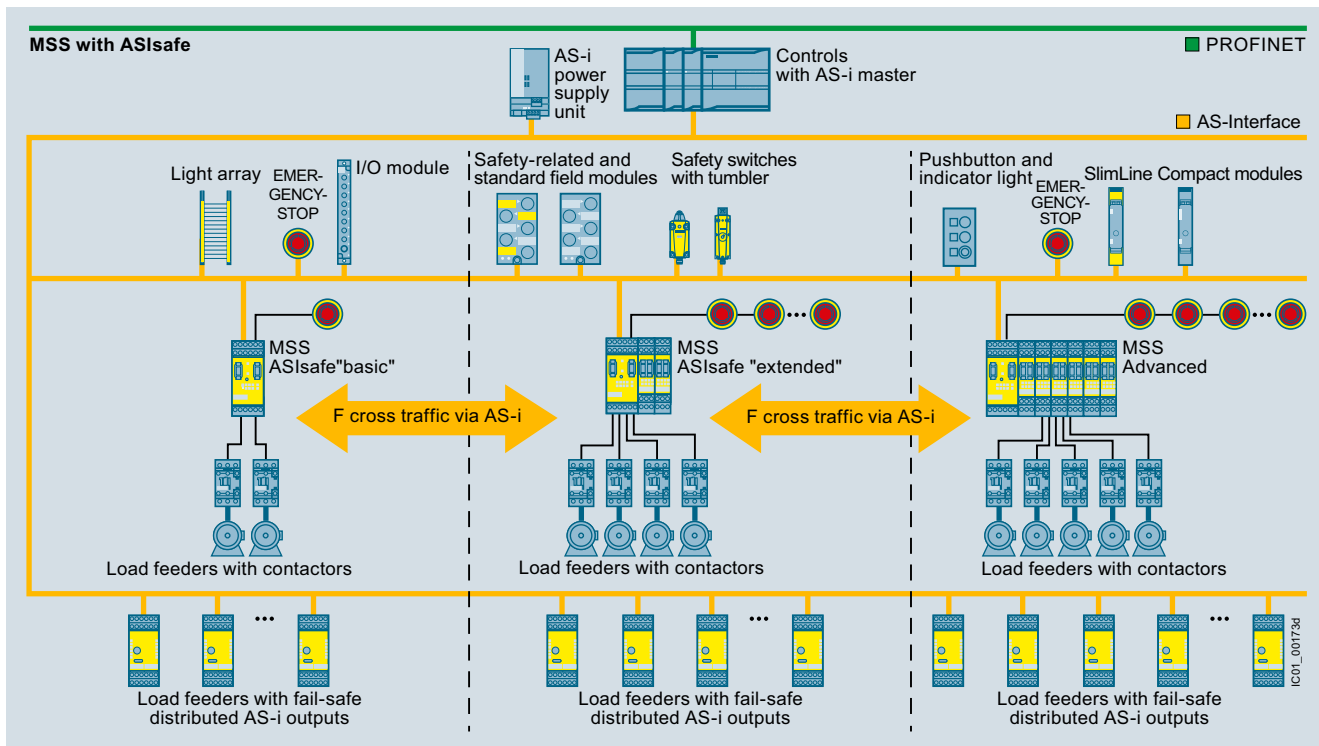 MSS with ASIsafe
PROFINET
AS-i
power
supply
unit
Controls
with AS-i master
AS-Interface
Light array
EMER-
GENCY-
STOP
I/O module
Safety-related and
standard field modules
Safety switches
with tumbler
Pushbutton and
indicator light
EMER-
GENCY-
STOP
SlimLine Compact modules
MSS
ASIsafe"basic"
MSS
ASIsafe "extended"
MSS
Advanced
F cross traffic via AS-i
F cross traffic via AS-i
Load feeders with contactors
Load feeders with contactors
Load feeders with contactors
Load feeders with fail-safe
distributed AS-i outputs
Load feeders with fail-safe
distributed AS-i outputs
Load feeders with fail-safe
distributed AS-i outputs
IC01_00173d